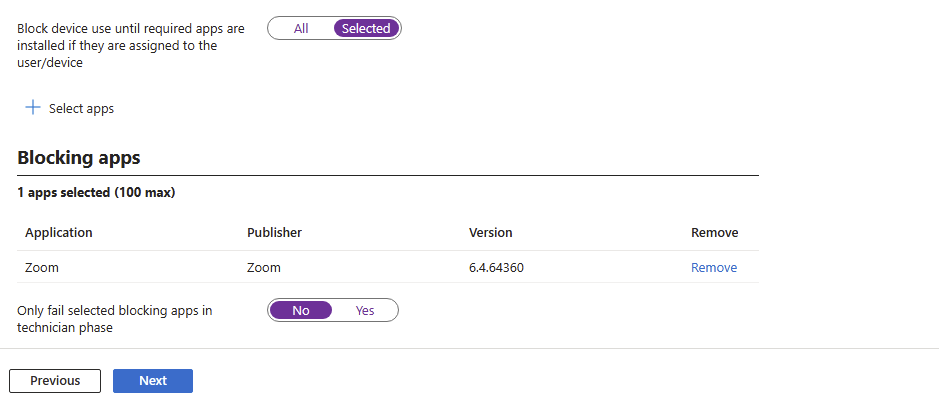 Block device use until required apps are
installed if they are assigned to the
user/device
All Selected
Select apps
Blocking apps
1 apps selected (100 max)
Application Publisher Version Remove
Zoom Zoom 6.4.64360 Remove
Only fail selected blocking apps in
technician phase
No Yes
Previous Next